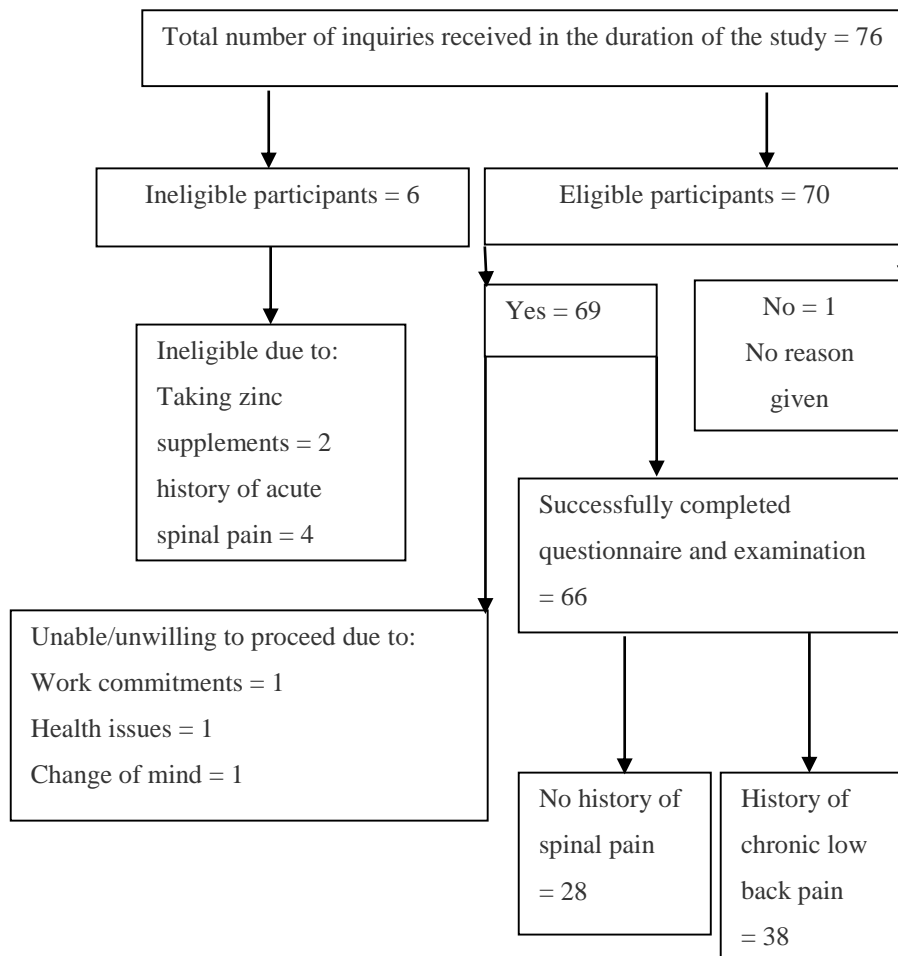 Total number of inquiries received in the duration of the study = 76
Ineligible participants = 6
Eligible participants = 70
Yes = 69
No = 1
No reason
given
Ineligible due to:
Taking zinc
supplements = 2
history of acute
spinal pain = 4
Successfully completed
questionnaire and examination
= 66
Unable/unwilling to proceed due to:
Work commitments = 1
Health issues = 1
Change of mind = 1
No history of
spinal pain
= 28
History of
chronic low
back pain
= 38